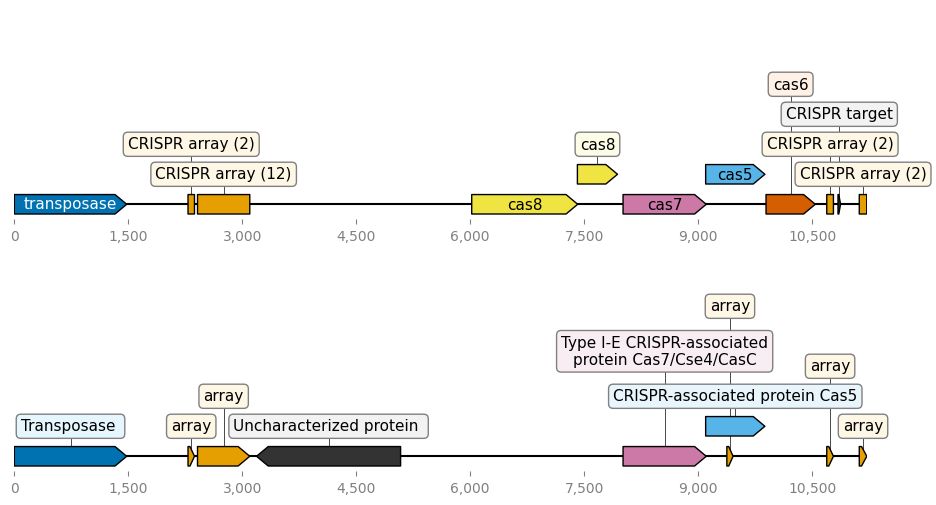 cas6
CRISPR target
CRISPR array (2)
cas8
CRISPR array (2)
CRISPR array (12)
cas5
CRISPR array (2)
transposase
cas8
cas7
0
1,500
3,000
4,500
6,000
7,500
9,000
10,500
array
Type I-E CRISPR-associated
protein Cas7/Cse4/CasC
array
array
CRISPR-associated protein Cas5
Transposase
array
Uncharacterized protein
array
0
1,500
3,000
4,500
6,000
7,500
9,000
10,500